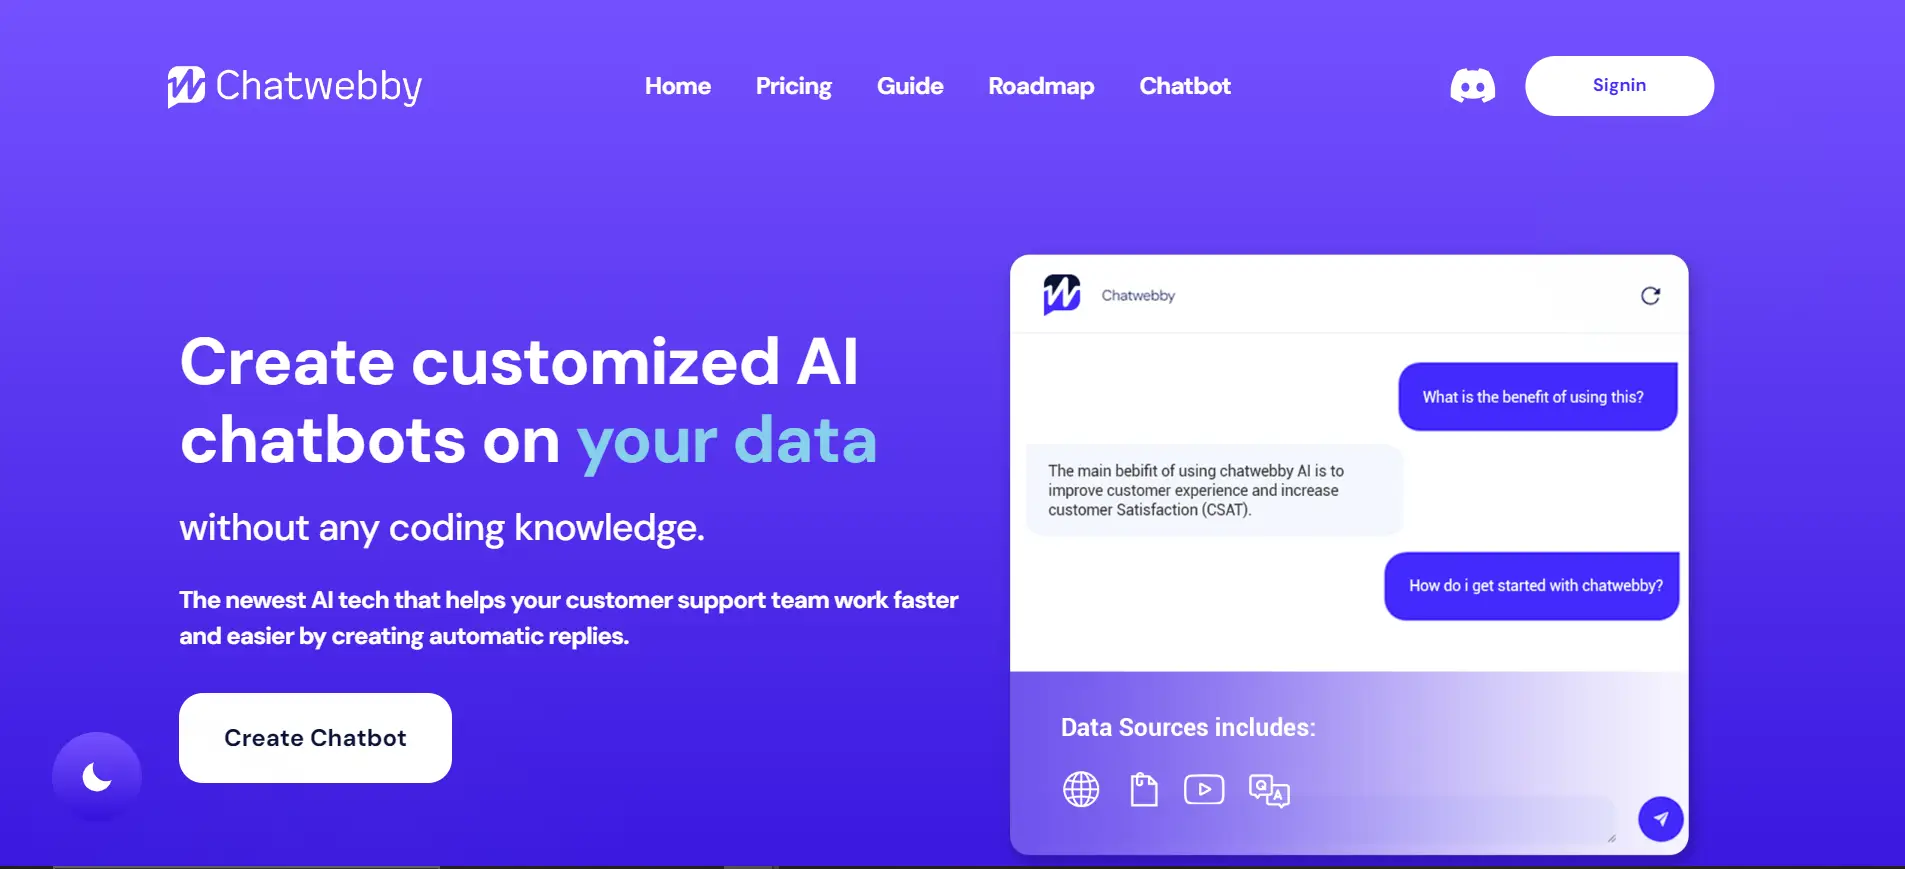 Chatwebby
Home
Pricing
Guide
Roadmap
Chatbot
Signin
Create customized AI
chatbots on your data
without any coding knowledge.
The newest AI tech that helps your customer support team work faster
and easier by creating automatic replies.
Create Chatbot
Chatwebby
What is the benefit of using this?
The main bebifit of using chatwebby AI is to
improve customer experience and increase
customer Satisfaction (CSAT).
How do i get started with chatwebby?
Data Sources includes:
Q
A